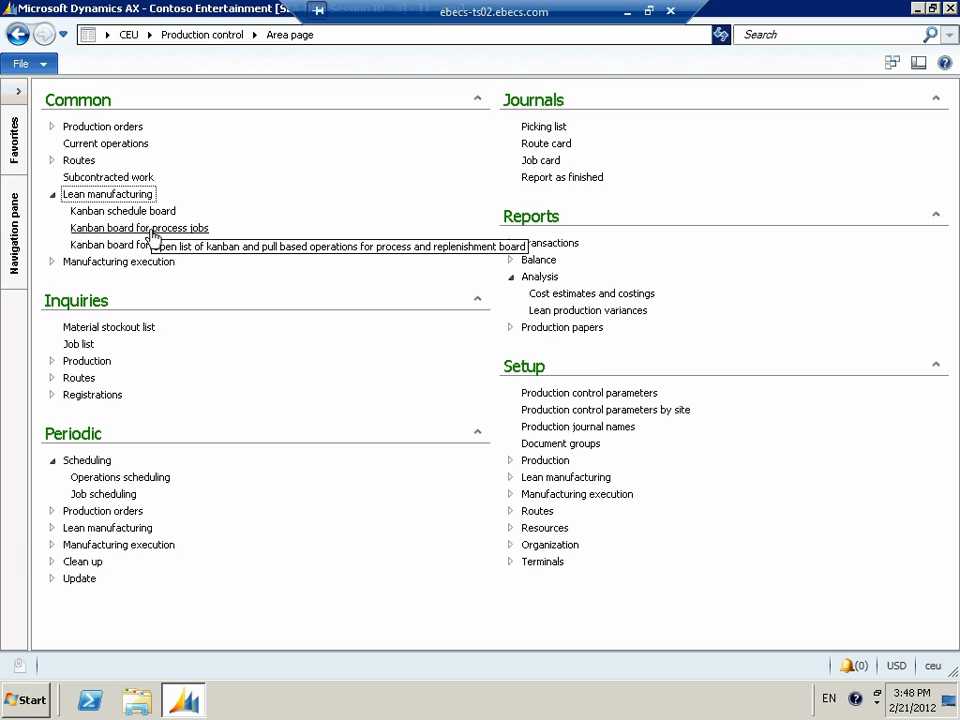 Microsoft Dynamics AX - Contoso Entertainment
ebecs-ts02.ebecs.com
CEU
Production control
Area page
Search
File
Favorites
Navigation pane
Common
Production orders
Current operations
Routes
Subcontracted work
Lean manufacturing
Kanban schedule board
Kanban board for process jobs
Kanban board for
open list of kanban and pull based operations for process and replenishment board
Manufacturing execution
Inquiries
Material stockout list
Job list
Production
Routes
Registrations
Periodic
Scheduling
Operations scheduling
Job scheduling
Production orders
Lean manufacturing
Manufacturing execution
Clean up
Update
Journals
Picking list
Route card
Job card
Report as finished
Reports
Balance
Analysis
Cost estimates and costings
Lean production variances
Production papers
Setup
Production control parameters
Production control parameters by site
Production journal names
Document groups
Production
Lean manufacturing
Manufacturing execution
Routes
Resources
Organization
Terminals
(0)
USD
ceu
Start
EN
3:48 PM
2/21/2012